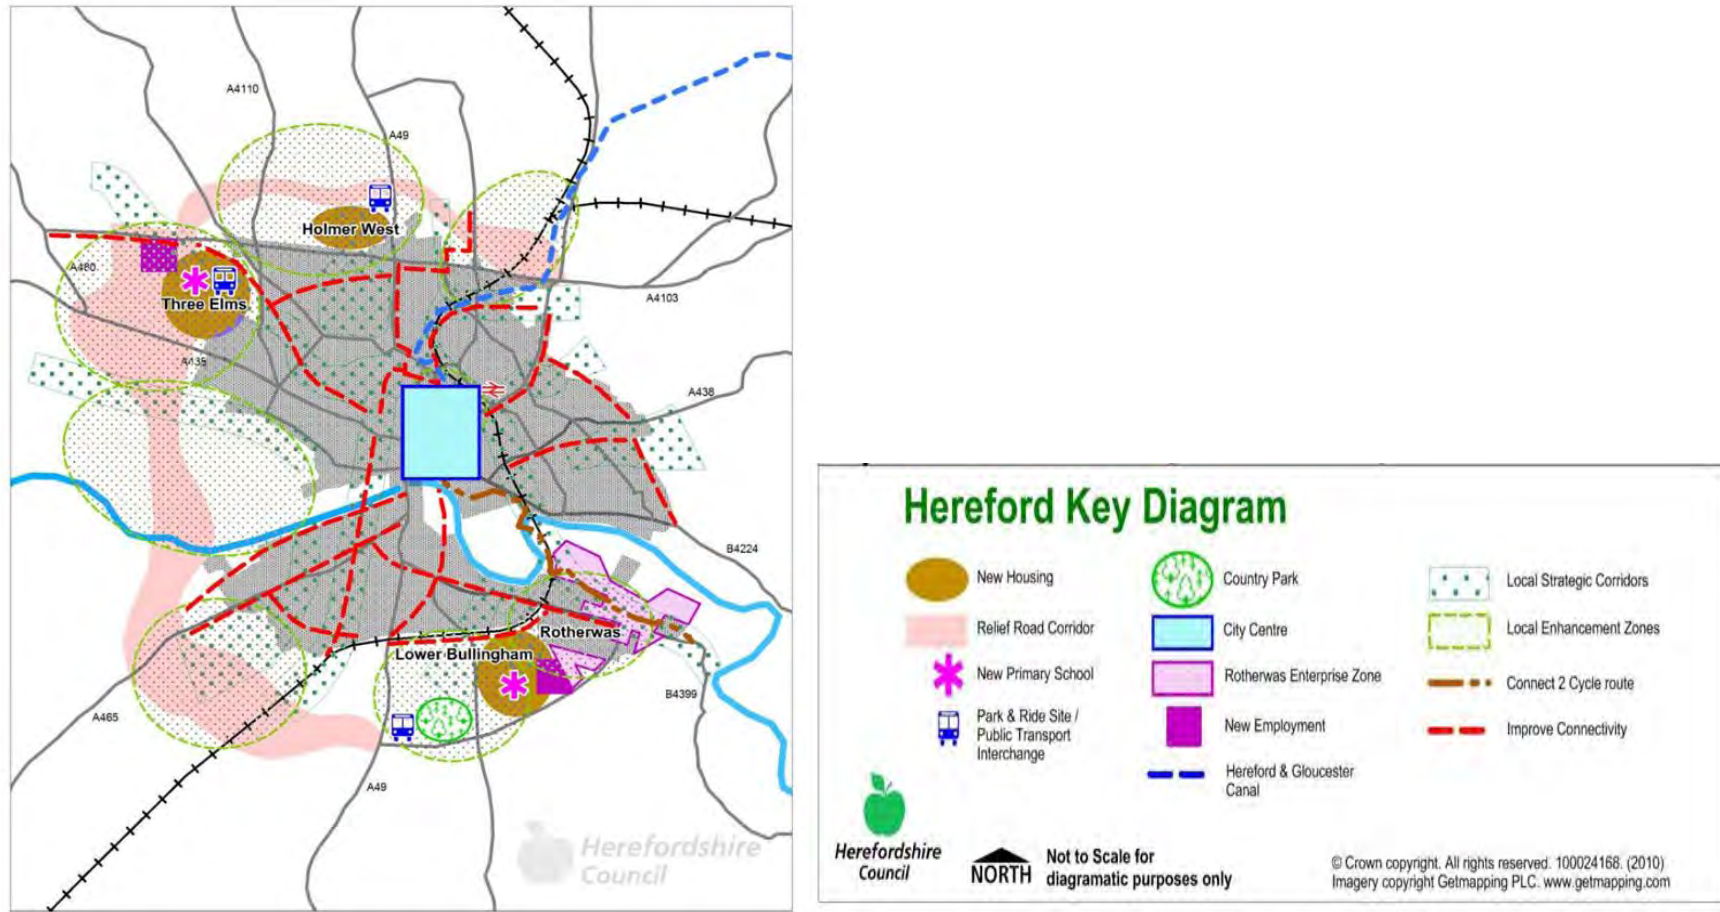 A4110
A49
Holmer West
A480
Three Elms
A4103
A435
A438
B4224
Rotherwas
Lower Bullingham
B4399
A465
A49
Herefordshire
Council
Hereford Key Diagram
New Housing
Relief Road Corridor
New Primary School
Park & Ride Site /
Public Transport
Interchange
Country Park
City Centre
Rotherwas Enterprise Zone
New Employment
Hereford & Gloucester
Canal
Local Strategic Corridors
Local Enhancement Zones
Connect 2 Cycle route
Improve Connectivity
Herefordshire
Council
NORTH
Not to Scale for
diagramatic purposes only
© Crown copyright. All rights reserved. 100024168. (2010)
Imagery copyright Getmapping PLC. www.getmapping.com